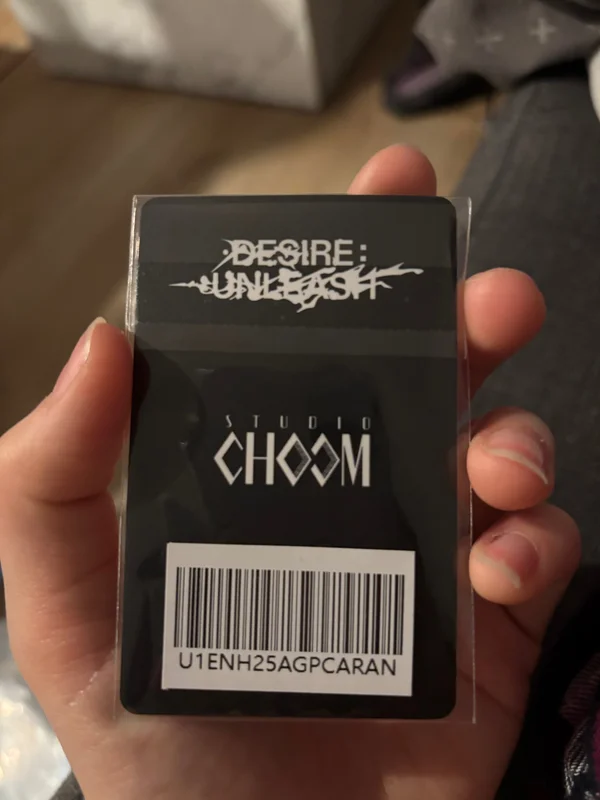 DESIRE:
UNLEASH
STUDIO
CHOOM
U1ENH25AGPCARAN